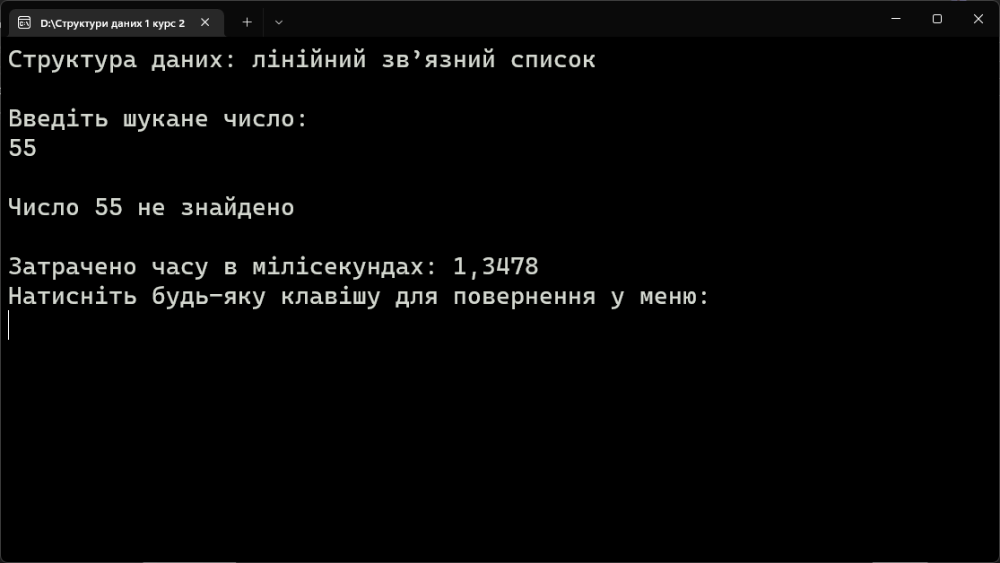 D:\Структури даних 1 курс 2
Структура даних: лінійний зв’язний список
Введіть шукане число:
55
Число 55 не знайдено
Затрачено часу в мілісекундах: 1,3478
Натисніть будь-яку клавішу для повернення у меню: